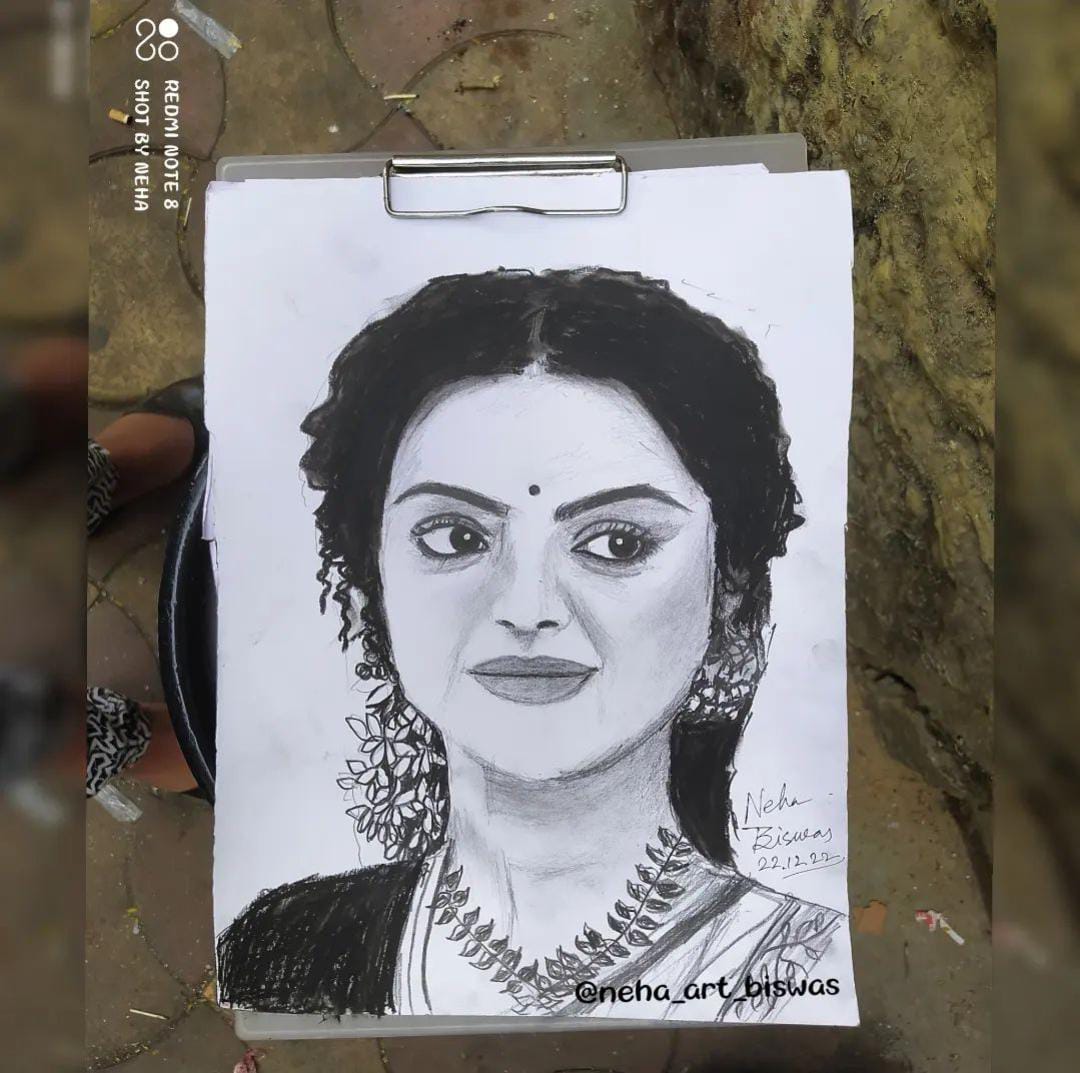 REDMI NOTE 8
SHOT BY NEHA
Neha
Biswas
22.12.22
@neha_art_biswas